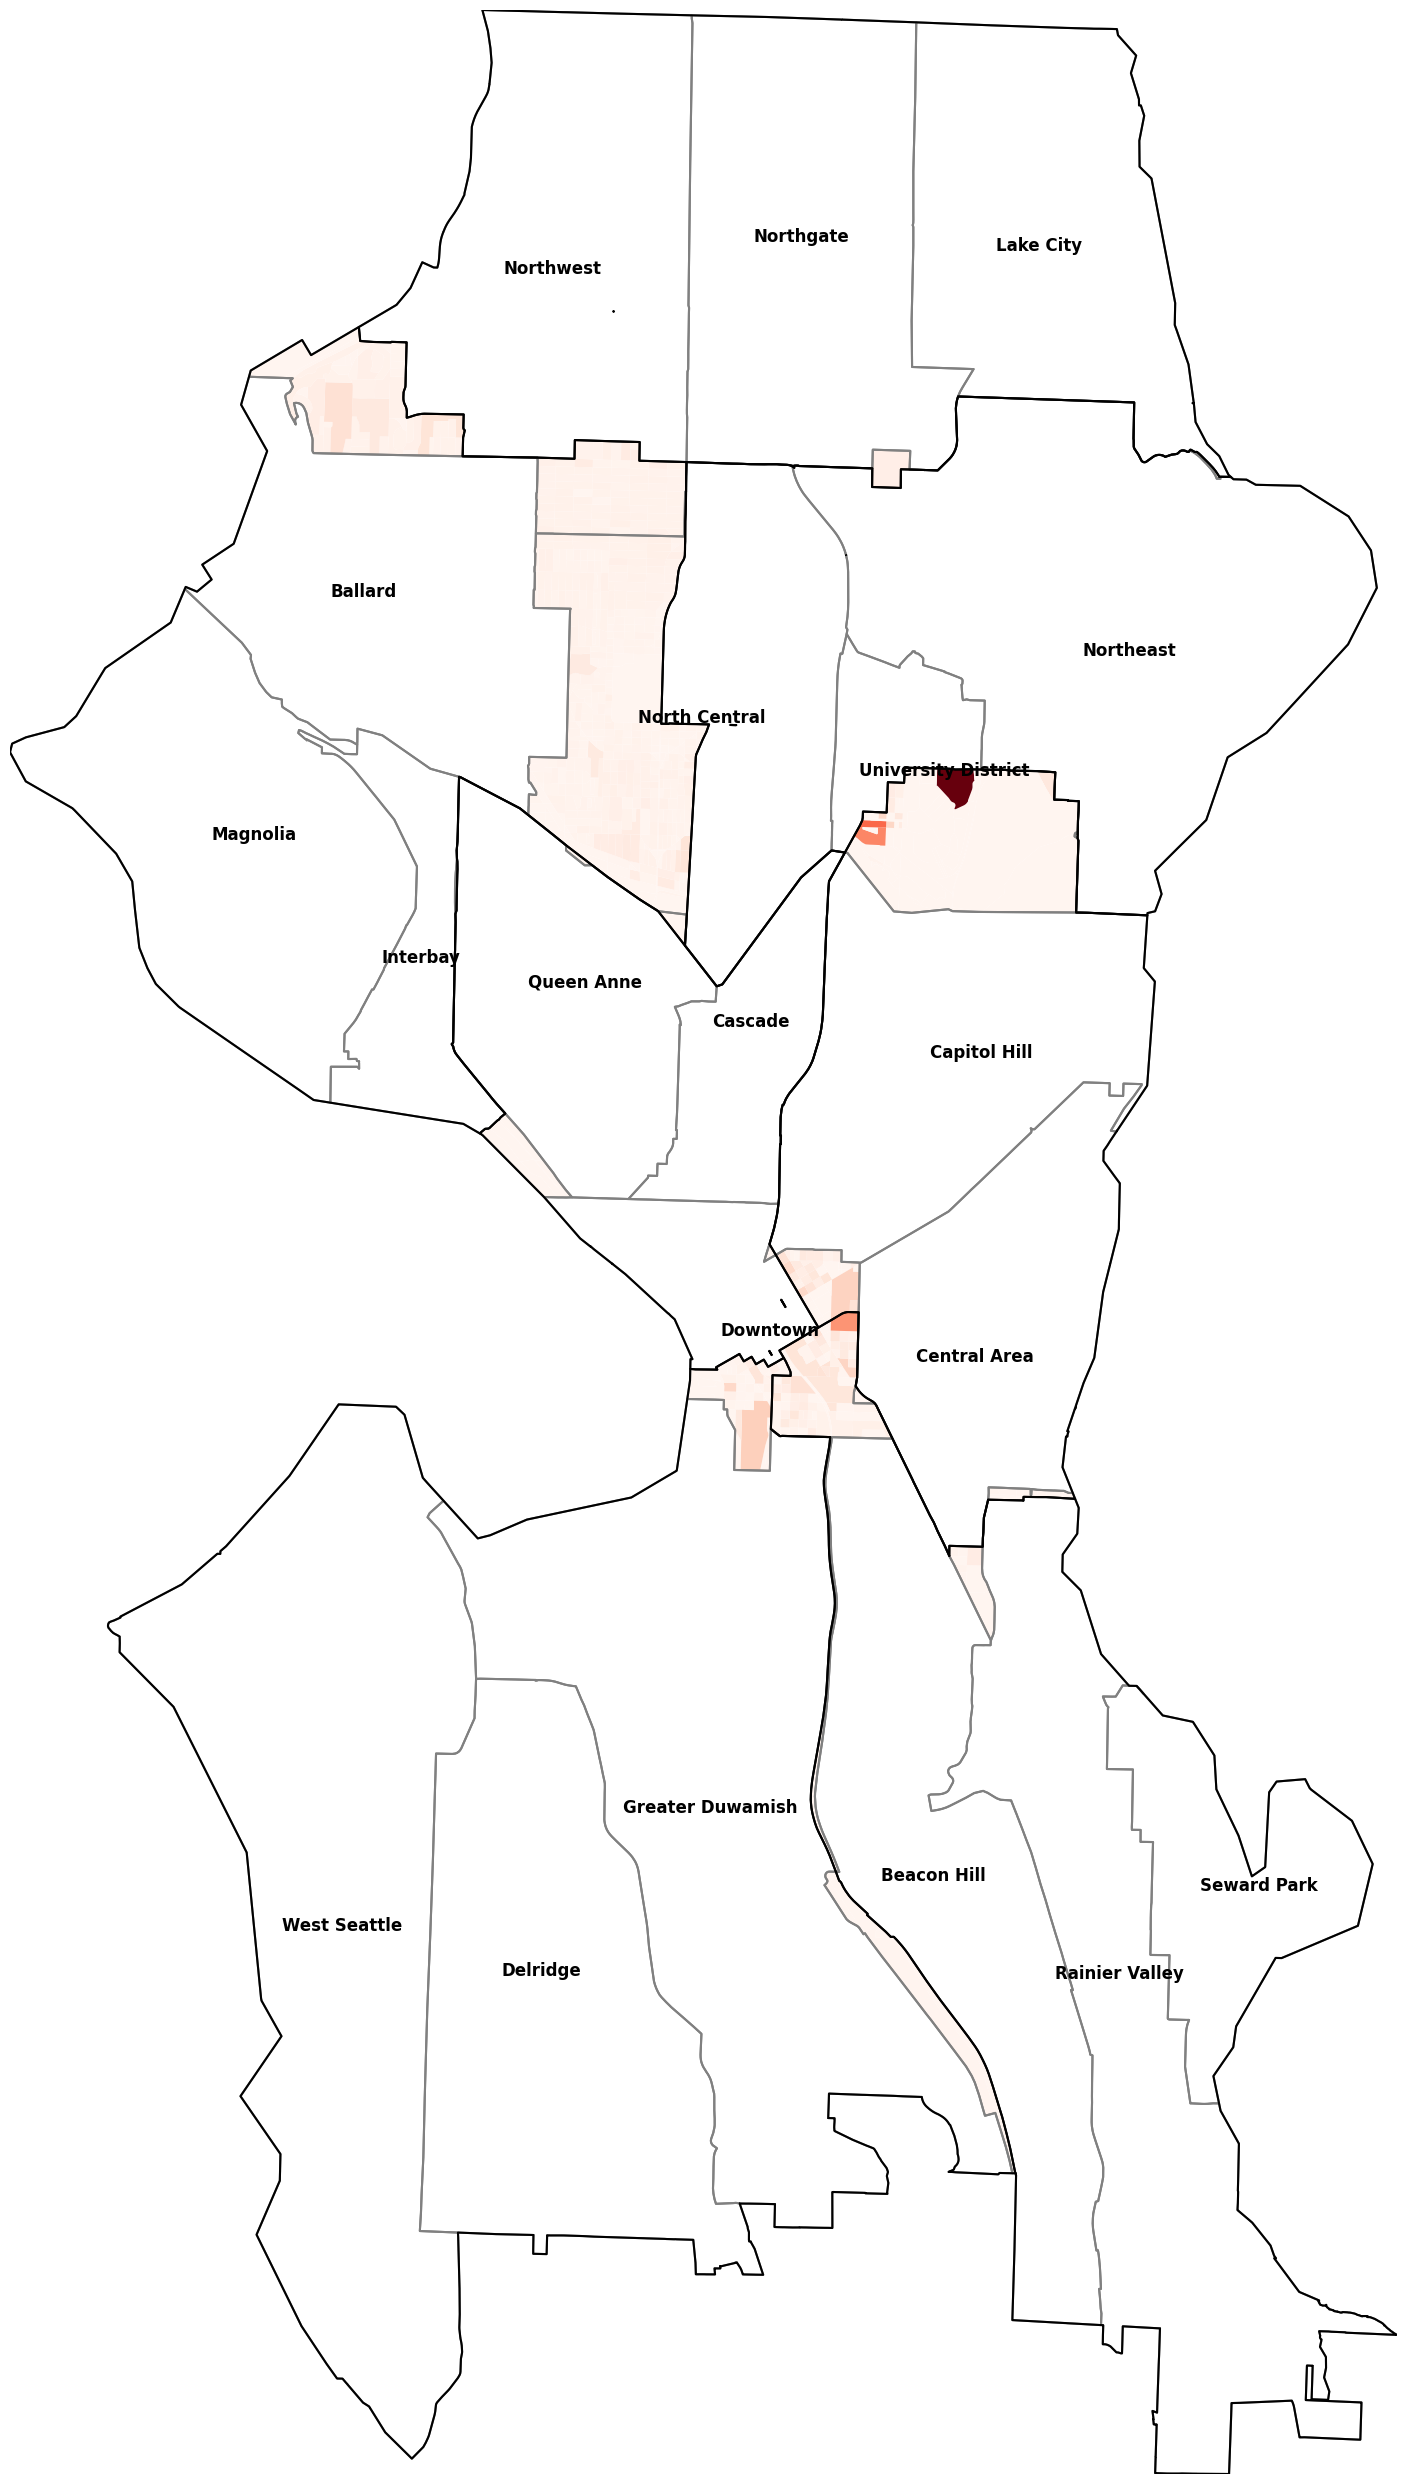 Northgate
Lake City
Northwest
Ballard
Northeast
North Central
University District
Magnolia
Interbay
Queen Anne
Cascade
Capitol Hill
Downtown
Central Area
Greater Duwamish
Beacon Hill
Seward Park
West Seattle
Delridge
Rainier Valley